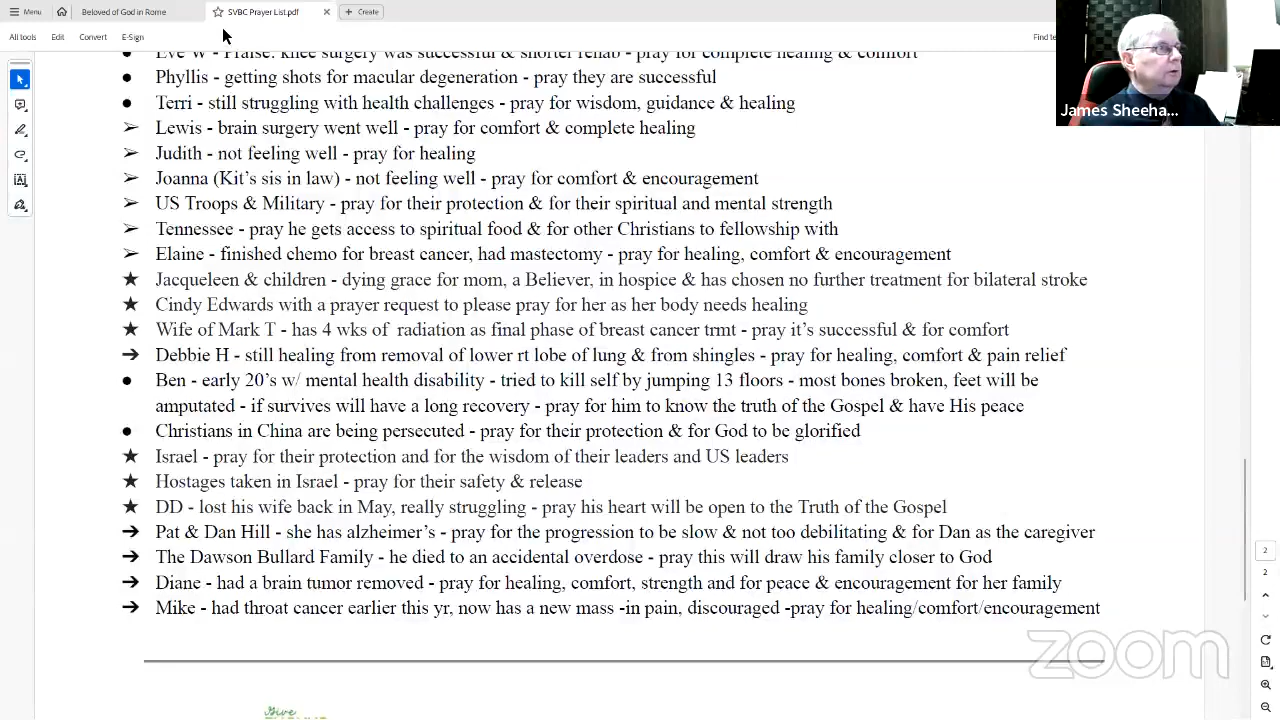 Menu
Beloved of God in Rome
SVBC Prayer List.pdf
Create
All tools
Edit
Convert
E-Sign
Find te
James Sheeha...
Eve W - Praise: knee surgery was successful & shorter rehab - pray for complete healing & comfort
Phyllis - getting shots for macular degeneration - pray they are successful
Terri - still struggling with health challenges - pray for wisdom, guidance & healing
Lewis - brain surgery went well - pray for comfort & complete healing
Judith - not feeling well - pray for healing
Joanna (Kit’s sis in law) - not feeling well - pray for comfort & encouragement
US Troops & Military - pray for their protection & for their spiritual and mental strength
Tennessee - pray he gets access to spiritual food & for other Christians to fellowship with
Elaine - finished chemo for breast cancer, had mastectomy - pray for healing, comfort & encouragement
Jacqueleen & children - dying grace for mom, a Believer, in hospice & has chosen no further treatment for bilateral stroke
Cindy Edwards with a prayer request to please pray for her as her body needs healing
Wife of Mark T - has 4 wks of radiation as final phase of breast cancer trmt - pray it’s successful & for comfort
Debbie H - still healing from removal of lower rt lobe of lung & from shingles - pray for healing, comfort & pain relief
Ben - early 20’s w/ mental health disability - tried to kill self by jumping 13 floors - most bones broken, feet will be
amputated - if survives will have a long recovery - pray for him to know the truth of the Gospel & have His peace
Christians in China are being persecuted - pray for their protection & for God to be glorified
Israel - pray for their protection and for the wisdom of their leaders and US leaders
Hostages taken in Israel - pray for their safety & release
DD - lost his wife back in May, really struggling - pray his heart will be open to the Truth of the Gospel
Pat & Dan Hill - she has alzheimer’s - pray for the progression to be slow & not too debilitating & for Dan as the caregiver
The Dawson Bullard Family - he died to an accidental overdose - pray this will draw his family closer to God
Diane - had a brain tumor removed - pray for healing, comfort, strength and for peace & encouragement for her family
Mike - had throat cancer earlier this yr, now has a new mass -in pain, discouraged -pray for healing/comfort/encouragement
2
2
zoom
Give